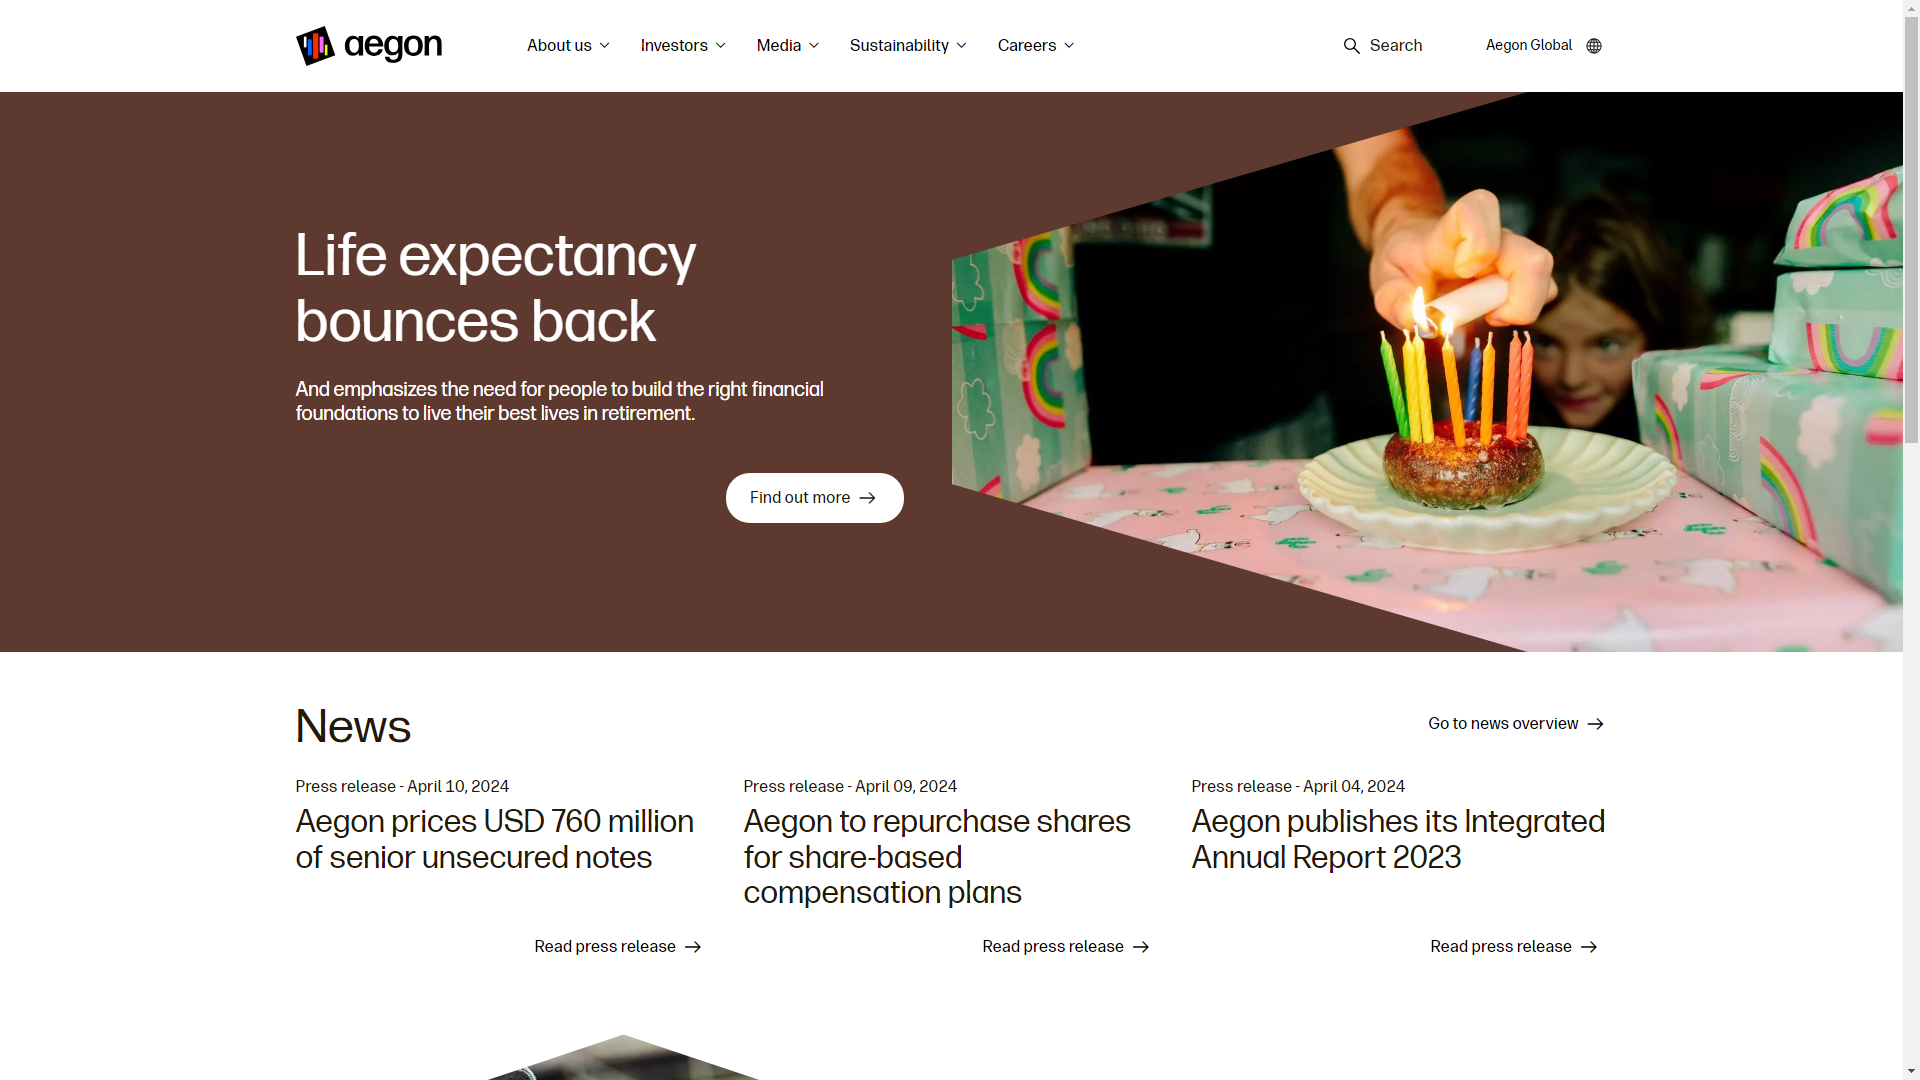 aegon
About us
Investors
Media
Sustainability
Careers
Search
Aegon Global
Life expectancy
bounces back
And emphasizes the need for people to build the right financial
foundations to live their best lives in retirement.
Find out more
News
Go to news overview
Press release - April 10, 2024
Aegon prices USD 760 million
of senior unsecured notes
Read press release
Press release - April 09, 2024
Aegon to repurchase shares
for share-based
compensation plans
Read press release
Press release - April 04, 2024
Aegon publishes its Integrated
Annual Report 2023
Read press release